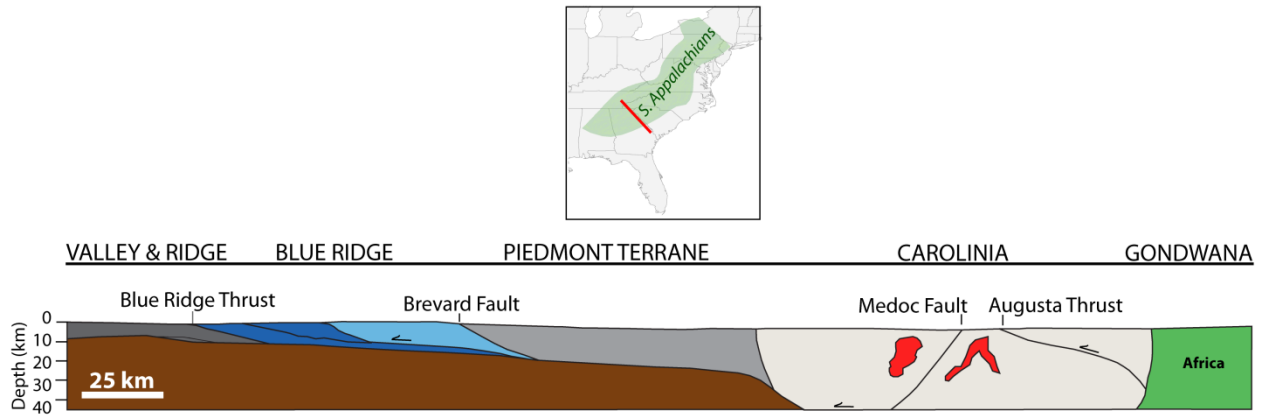 S. Appalachians
VALLEY & RIDGE BLUE RIDGE PIEDMONT TERRANE CAROLINIA GONDWANA
Blue Ridge Thrust Brevard Fault Medoc Fault Augusta Thrust
Depth (km)
0
10
20
30
40
25 km
Africa